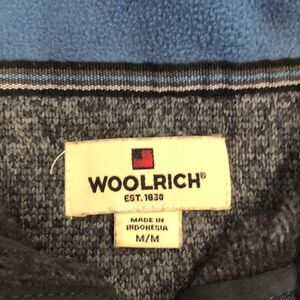 WOOLRICH®
EST. 1830
MADE IN
INDONESIA
M/M